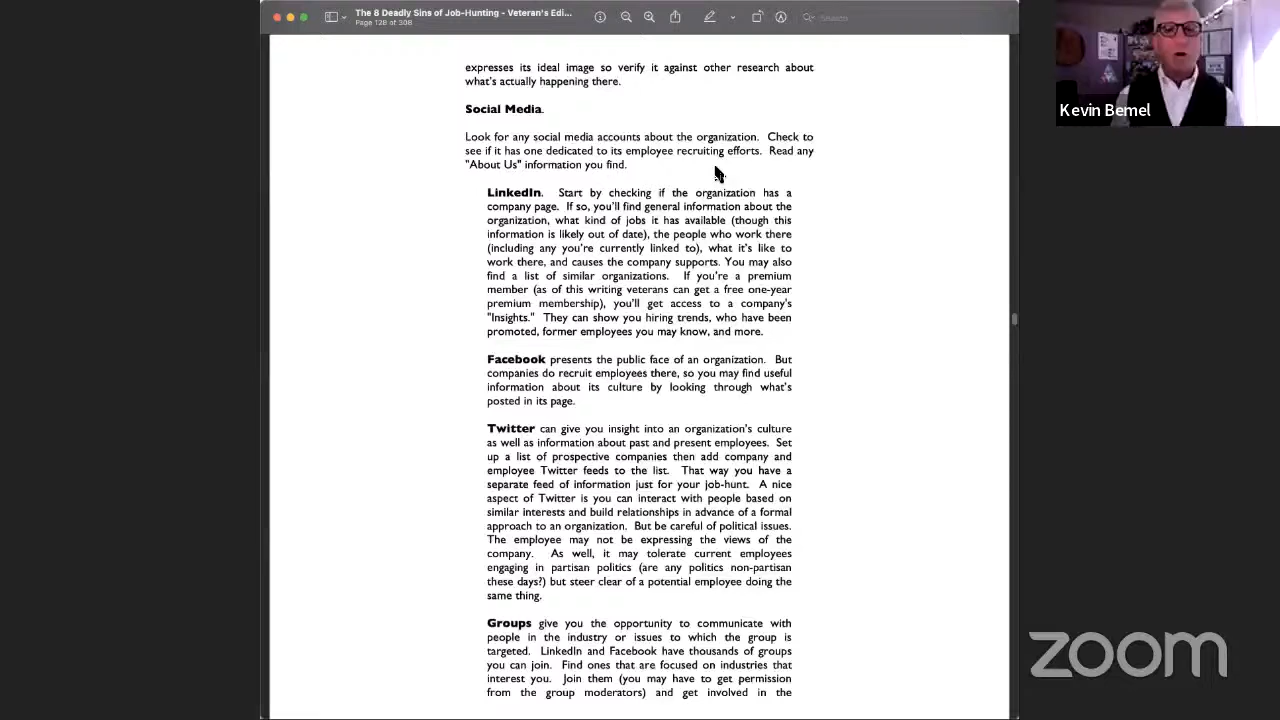 The 8 Deadly Sins of Job-Hunting - Veteran's Edi...
Page 128 of 308
Search
expresses its ideal image so verify it against other research about
what's actually happening there.
Social Media.
Look for any social media accounts about the organization. Check to
see if it has one dedicated to its employee recruiting efforts. Read any
"About Us" information you find.
LinkedIn. Start by checking if the organization has a
company page. If so, you'll find general information about the
organization, what kind of jobs it has available (though this
information is likely out of date), the people who work there
(including any you're currently linked to), what it's like to
work there, and causes the company supports. You may also
find a list of similar organizations. If you're a premium
member (as of this writing veterans can get a free one-year
premium membership), you'll get access to a company's
"Insights." They can show you hiring trends, who have been
promoted, former employees you may know, and more.
Facebook presents the public face of an organization. But
companies do recruit employees there, so you may find useful
information about its culture by looking through what's
posted in its page.
Twitter can give you insight into an organization's culture
as well as information about past and present employees. Set
up a list of prospective companies then add company and
employee Twitter feeds to the list. That way you have a
separate feed of information just for your job-hunt. A nice
aspect of Twitter is you can interact with people based on
similar interests and build relationships in advance of a formal
approach to an organization. But be careful of political issues.
The employee may not be expressing the views of the
company. As well, it may tolerate current employees
engaging in partisan politics (are any politics non-partisan
these days?) but steer clear of a potential employee doing the
same thing.
Groups give you the opportunity to communicate with
people in the industry or issues to which the group is
targeted. LinkedIn and Facebook have thousands of groups
you can join. Find ones that are focused on industries that
interest you. Join them (you may have to get permission
from the group moderators) and get involved in the
Kevin Bemel
zoom